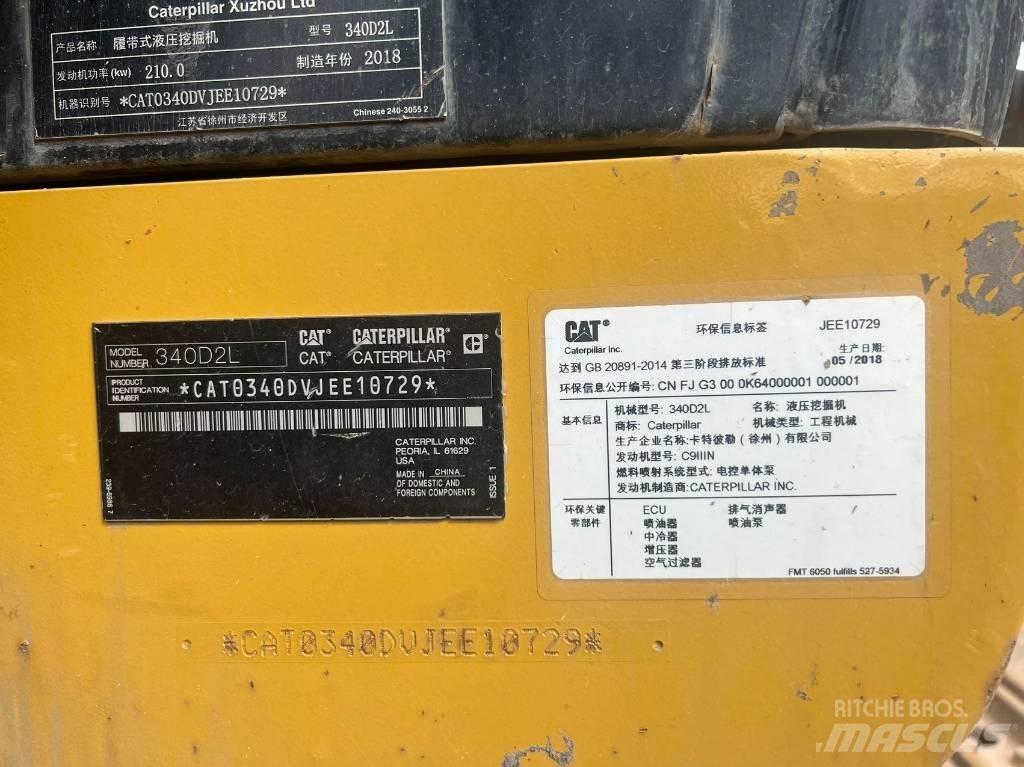 Caterpillar Xuzhou Ltd
产品名称 履带式液压挖掘机 型号 340D2L
发动机功率(kw) 210.0 制造年份 2018
机器识别号 *CAT0340DVJEE10729*
Chinese 240-3055 2
江苏省徐州市经济开发区
CAT® CATERPILLAR®
MODEL NUMBER 340D2L CAT® CATERPILLAR®
PRODUCT IDENTIFICATION NUMBER *CAT0340DVJEE10729*
CATERPILLAR INC.
PEORIA, IL 61629
USA
MADE IN CHINA
OF DOMESTIC AND
FOREIGN COMPONENTS
ISSUE 1
CAT® 环保信息标签 JEE10729
Caterpillar Inc. 生产日期:
达到 GB 20891-2014 第三阶段排放标准 05/2018
环保信息公开编号: CN FJ G3 00 0K64000001 000001
基本信息
机械型号: 340D2L 名称: 液压挖掘机
商标: Caterpillar 机械类型: 工程机械
生产企业名称:卡特彼勒（徐州）有限公司
发动机型号: C9IIIN
燃料喷射系统型式: 电控单体泵
发动机制造商:CATERPILLAR INC.
环保关键
零部件
ECU 排气消声器
喷油器 喷油泵
中冷器
增压器
空气过滤器
FMT 6050 fulfills 527-5934
*CAT0340DVJEE10729*
RITCHIE BROS.
MASCUS